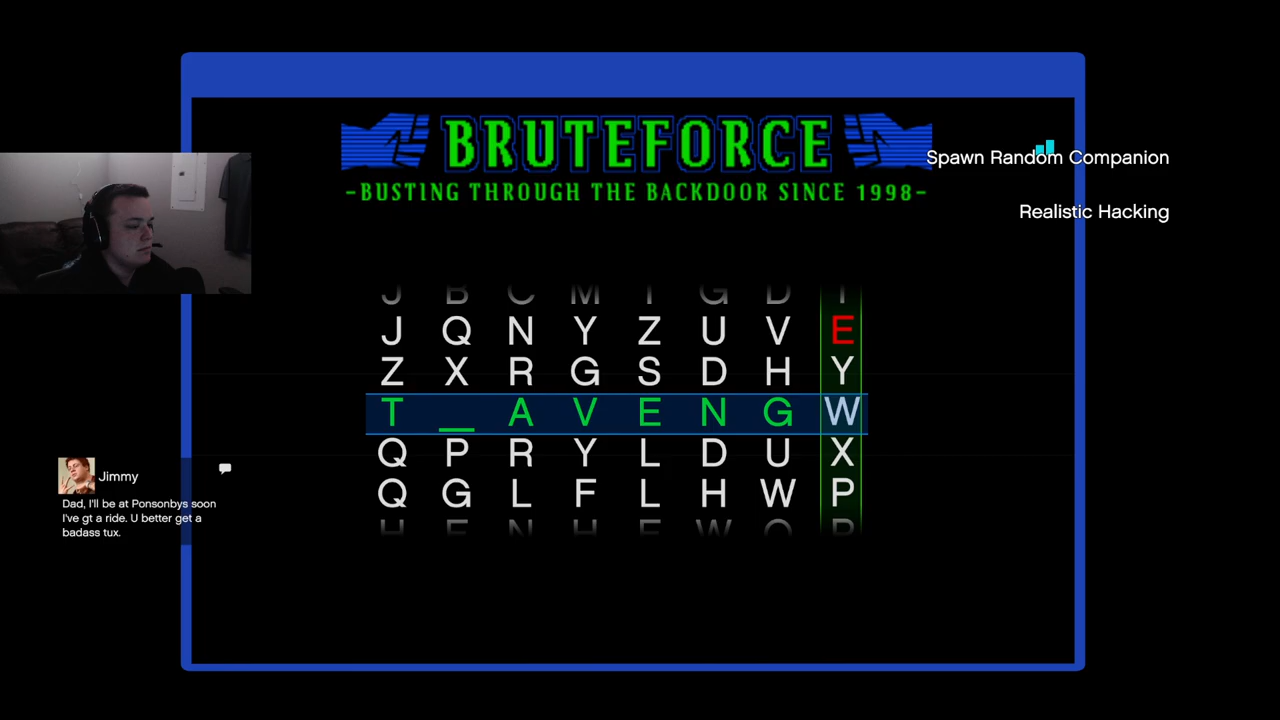 BRUTEFORCE
-BUSTING THROUGH THE BACKDOOR SINCE 1998-
Spawn Random Companion
Realistic Hacking
J Q N Y Z U V E
Z X R G S D H Y
T _ A V E N G W
Q P R Y L D U X
Q G L F L H W P
Jimmy
Dad, I'll be at Ponsonbys soon
I've gt a ride. U better get a
badass tux.